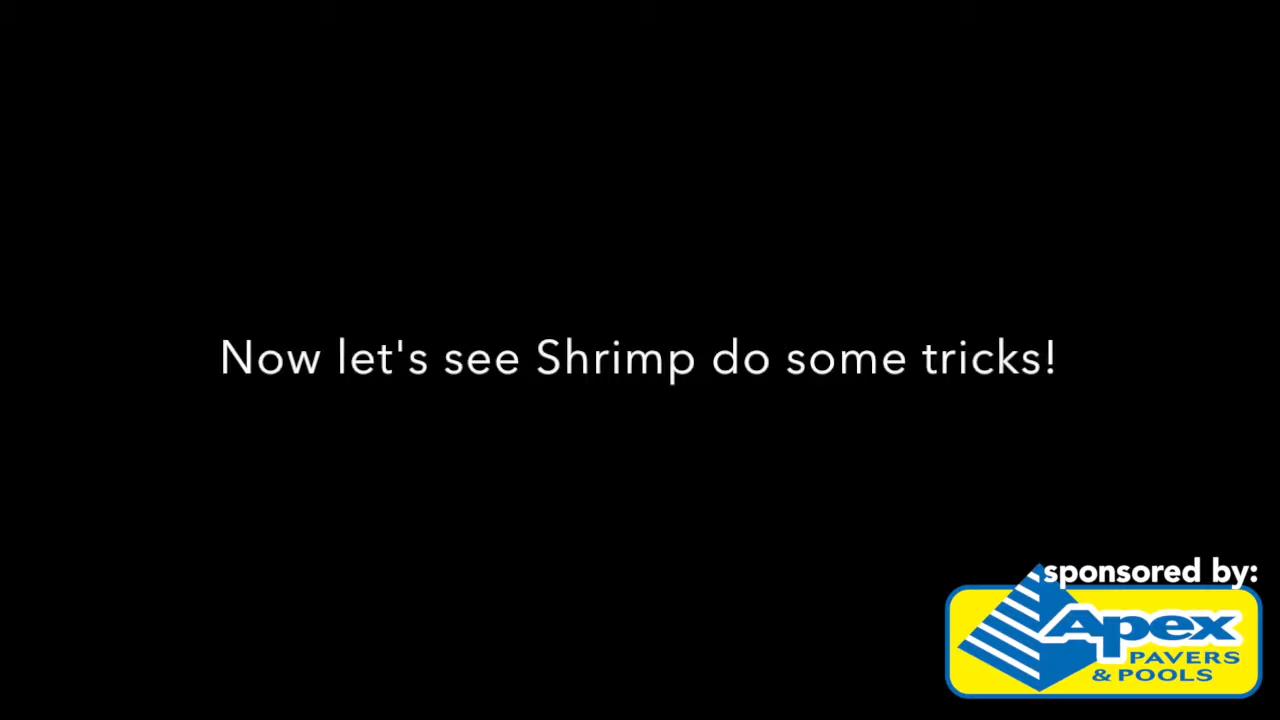 Now let's see Shrimp do some tricks!
sponsored by:
Apex
PAVERS
& POOLS